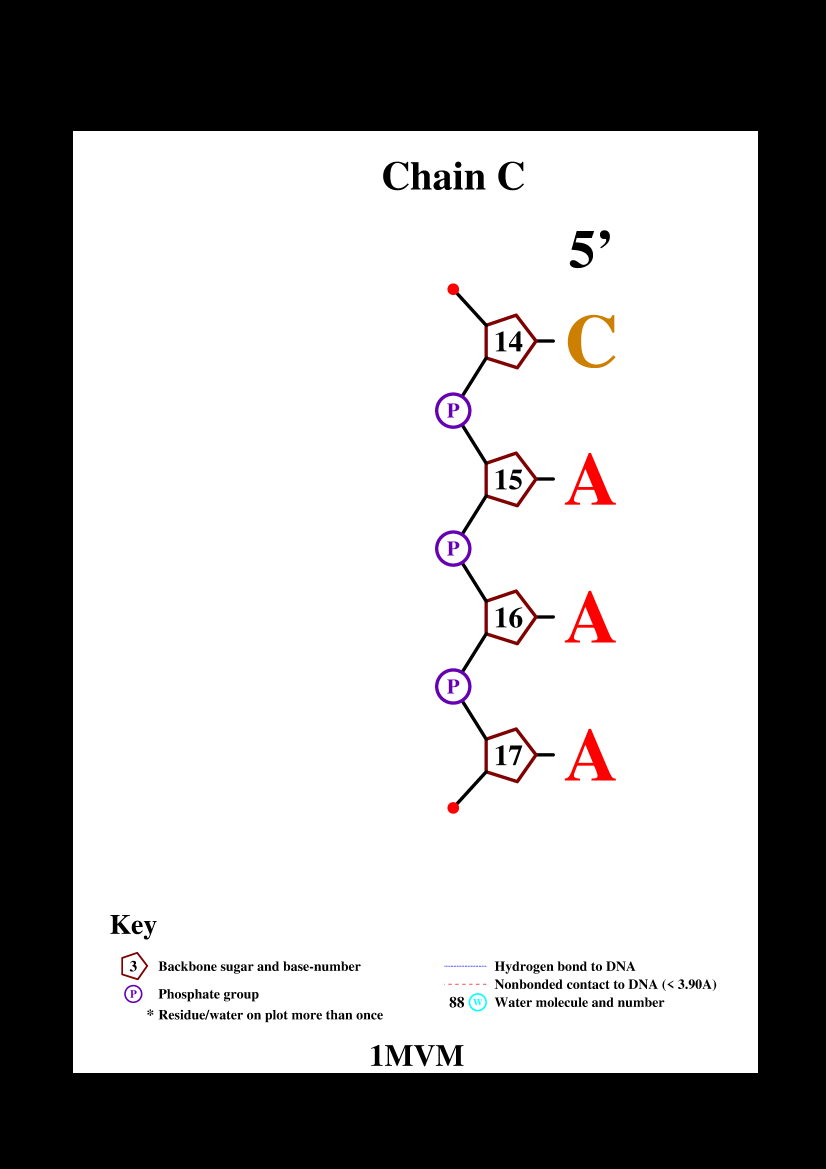 Chain C
5’
14 C
P
15 A
P
16 A
P
17 A
Key
3 Backbone sugar and base-number
P Phosphate group
* Residue/water on plot more than once
Hydrogen bond to DNA
Nonbonded contact to DNA (< 3.90A)
88 W Water molecule and number
1MVM